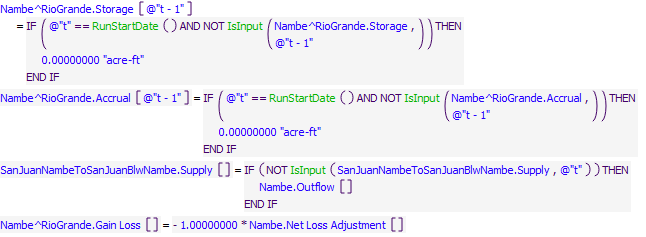 Nambe^RioGrande.Storage [ @"t - 1" ]
= IF ( @"t" == RunStartDate () AND NOT IsInput ( Nambe^RioGrande.Storage , ) ) THEN
@"t - 1"
0.00000000 "acre-ft"
END IF
Nambe^RioGrande.Accrual [ @"t - 1" ] = IF ( @"t" == RunStartDate () AND NOT IsInput ( Nambe^RioGrande.Accrual , ) ) THEN
@"t - 1"
0.00000000 "acre-ft"
END IF
SanJuanNambeToSanJuanBlwNambe.Supply [] = IF ( NOT IsInput ( SanJuanNambeToSanJuanBlwNambe.Supply , @"t" ) ) THEN
Nambe.Outflow []
END IF
Nambe^RioGrande.Gain Loss [] = - 1.00000000 * Nambe.Net Loss Adjustment []